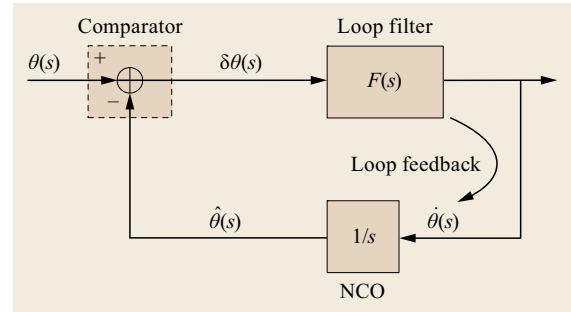 Comparator
Loop filter
θ(s)
+
−
δθ(s)
F(s)
Loop feedback
θ̂(s)
1/s
θ̇(s)
NCO